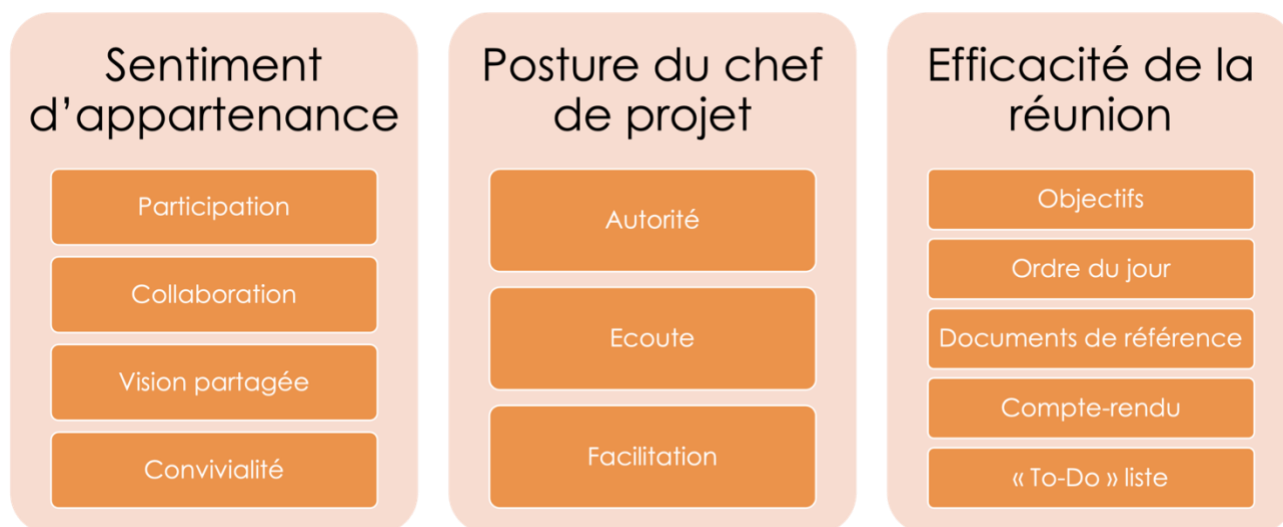 Sentiment
d’appartenance
Participation
Collaboration
Vision partagée
Convivialité
Posture du chef
de projet
Autorité
Ecoute
Facilitation
Efficacité de la
réunion
Objectifs
Ordre du jour
Documents de référence
Compte-rendu
« To-Do » liste